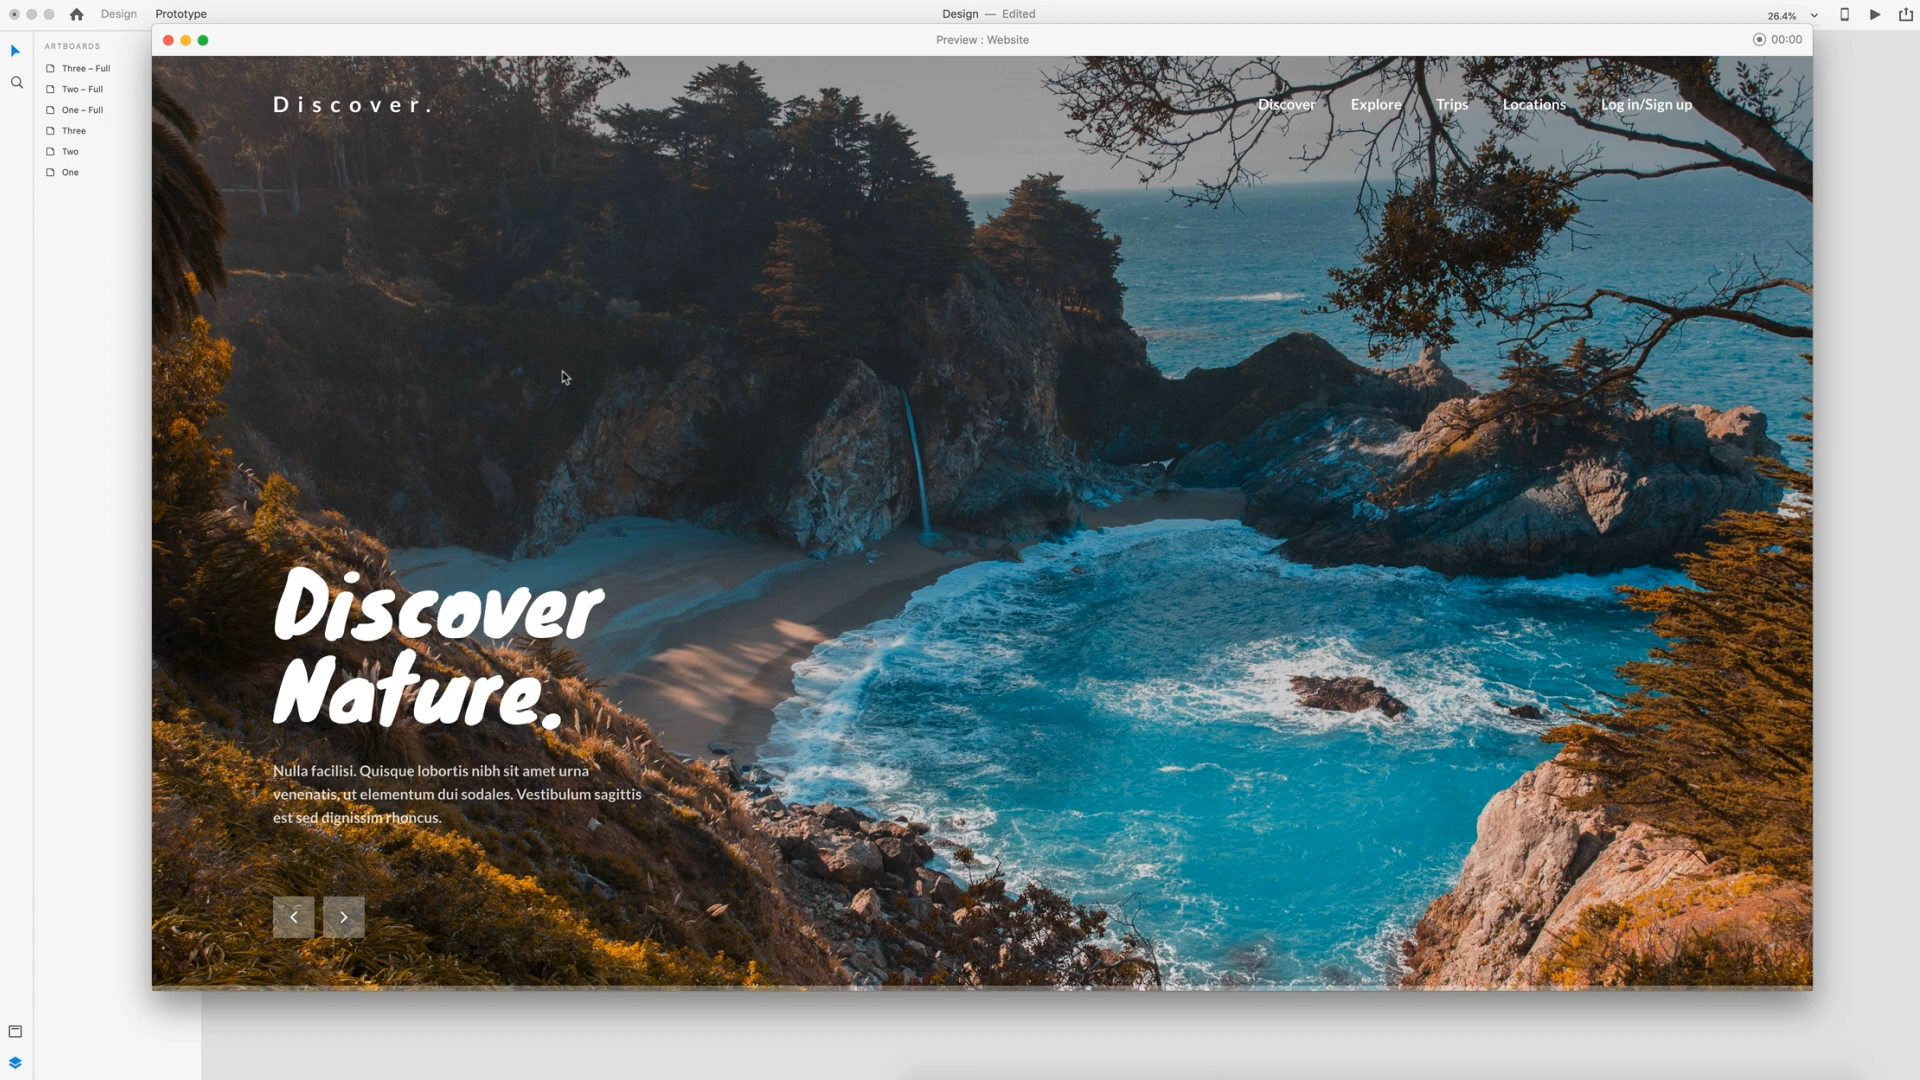 Design
Prototype
Design — Edited
26.4%
ARTBOARDS
Three – Full
Two – Full
One – Full
Three
Two
One
Preview : Website
00:00
Discover.
Discover
Explore
Trips
Locations
Log in/Sign up
Discover
Nature.
Nulla facilisi. Quisque lobortis nibh sit amet urna
venenatis, ut elementum dui sodales. Vestibulum sagittis
est sed dignissim rhoncus.